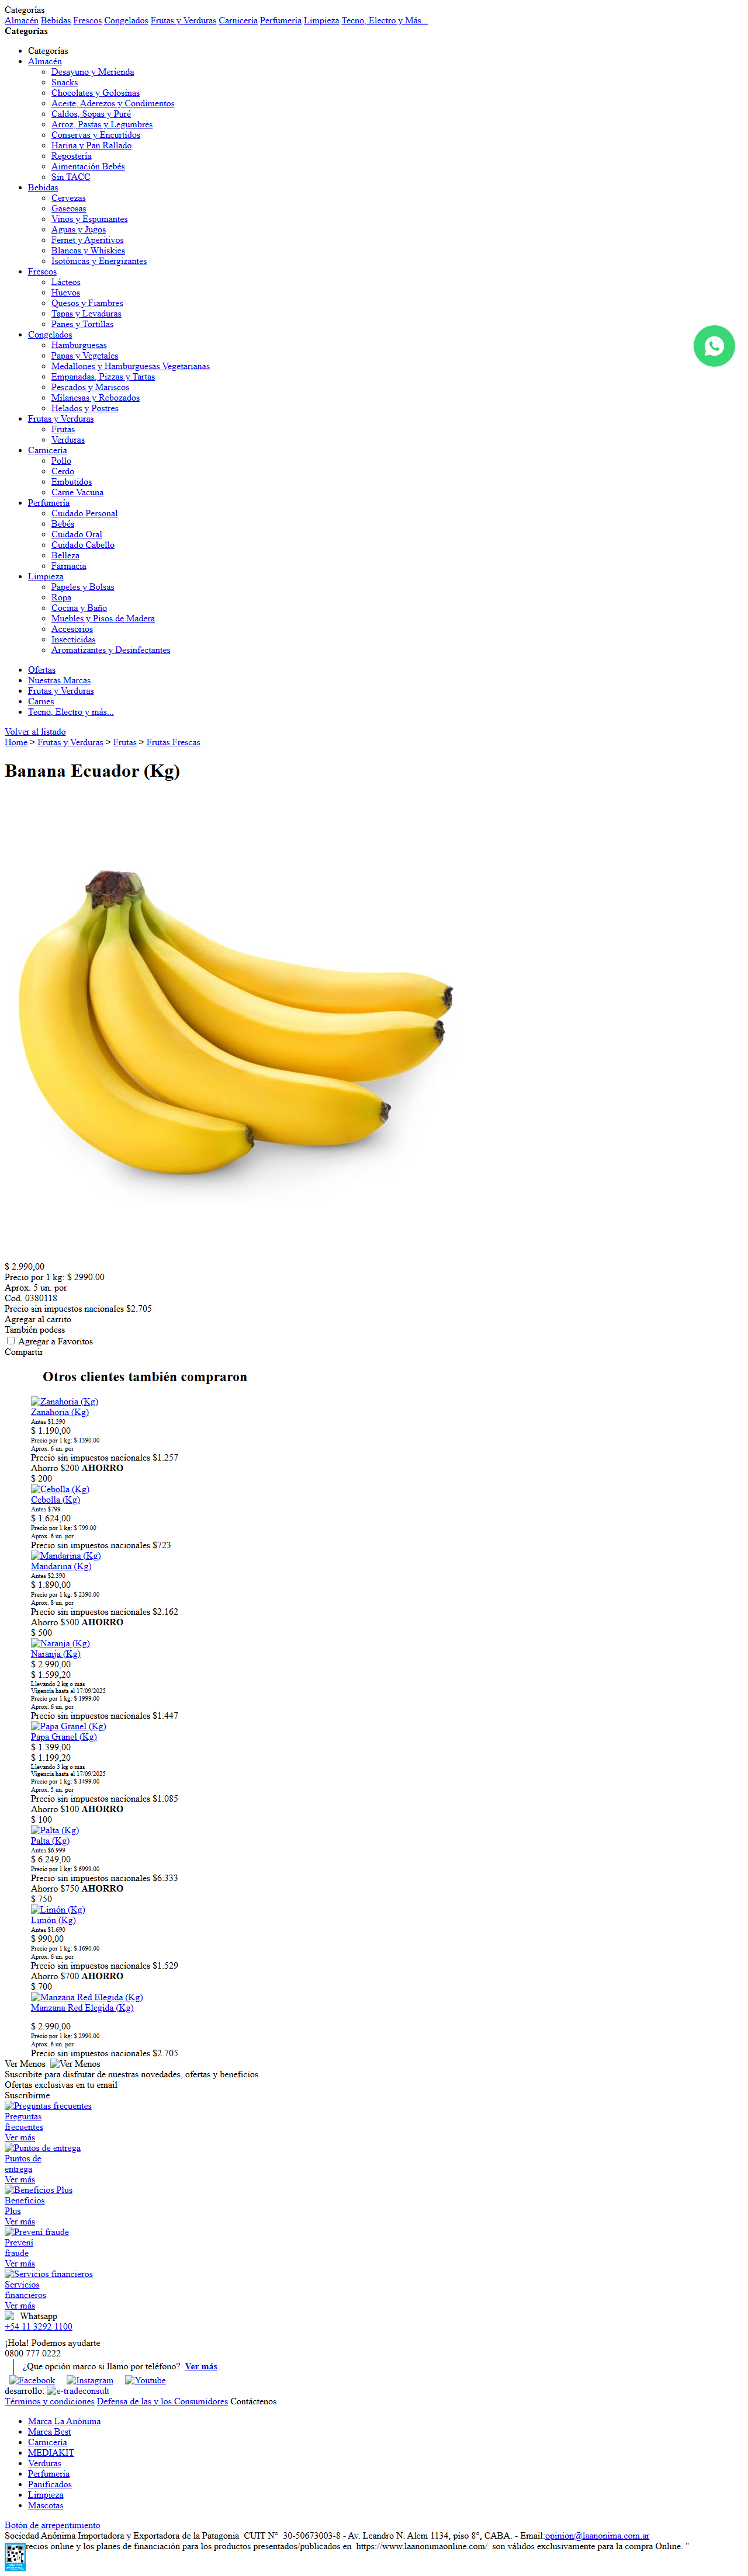 Categorías
Almacén Bebidas Frescos Congelados Frutas y Verduras Carnicería Perfumería Limpieza Tecno, Electro y Más...
Categorías
Categorías
Almacén
Desayuno y Merienda
Snacks
Chocolates y Golosinas
Aceite, Aderezos y Condimentos
Caldos, Sopas y Puré
Arroz, Pastas y Legumbres
Conservas y Encurtidos
Harina y Pan Rallado
Repostería
Aimentación Bebés
Sin TACC
Bebidas
Cervezas
Gaseosas
Vinos y Espumantes
Aguas y Jugos
Fernet y Aperitivos
Blancas y Whiskies
Isotónicas y Energizantes
Frescos
Lácteos
Huevos
Quesos y Fiambres
Tapas y Levaduras
Panes y Tortillas
Congelados
Hamburguesas
Papas y Vegetales
Medallones y Hamburguesas Vegetarianas
Empanadas, Pizzas y Tartas
Pescados y Mariscos
Milanesas y Rebozados
Helados y Postres
Frutas y Verduras
Frutas
Verduras
Carnicería
Pollo
Cerdo
Embutidos
Carne Vacuna
Perfumería
Cuidado Personal
Bebés
Cuidado Oral
Cuidado Cabello
Belleza
Farmacia
Limpieza
Papeles y Bolsas
Ropa
Cocina y Baño
Muebles y Pisos de Madera
Accesorios
Insecticidas
Aromatizantes y Desinfectantes
Ofertas
Nuestras Marcas
Frutas y Verduras
Carnes
Tecno, Electro y más...
Volver al listado
Home > Frutas y Verduras > Frutas > Frutas Frescas
Banana Ecuador (Kg)
$ 2.990,00
Precio por 1 kg: $ 2990.00
Aprox. 5 un. por
Cod. 0380118
Precio sin impuestos nacionales $2.705
Agregar al carrito
También podess
Agregar a Favoritos
Compartir
Otros clientes también compraron
Zanahoria (Kg)
Zanahoria (Kg)
Antes $1.390
$ 1.190,00
Precio por 1 kg: $ 1390.00
Aprox. 6 un. por
Precio sin impuestos nacionales $1.257
Ahorro $200 AHORRO
$ 200
Cebolla (Kg)
Cebolla (Kg)
Antes $799
$ 1.624,00
Precio por 1 kg: $ 799.00
Aprox. 6 un. por
Precio sin impuestos nacionales $723
Mandarina (Kg)
Mandarina (Kg)
Antes $2.390
$ 1.890,00
Precio por 1 kg: $ 2390.00
Aprox. 8 un. por
Precio sin impuestos nacionales $2.162
Ahorro $500 AHORRO
$ 500
Naranja (Kg)
Naranja (Kg)
$ 2.990,00
$ 1.599,20
Llevando 2 kg o mas
Vigencia hasta el 17/09/2025
Precio por 1 kg: $ 1999.00
Aprox. 6 un. por
Precio sin impuestos nacionales $1.447
Papa Granel (Kg)
Papa Granel (Kg)
$ 1.399,00
$ 1.199,20
Llevando 3 kg o mas
Vigencia hasta el 17/09/2025
Precio por 1 kg: $ 1499.00
Aprox. 5 un. por
Precio sin impuestos nacionales $1.085
Ahorro $100 AHORRO
$ 100
Palta (Kg)
Palta (Kg)
Antes $6.999
$ 6.249,00
Precio por 1 kg: $ 6999.00
Precio sin impuestos nacionales $6.333
Ahorro $750 AHORRO
$ 750
Limón (Kg)
Limón (Kg)
Antes $1.690
$ 990,00
Precio por 1 kg: $ 1690.00
Aprox. 6 un. por
Precio sin impuestos nacionales $1.529
Ahorro $700 AHORRO
$ 700
Manzana Red Elegida (Kg)
Manzana Red Elegida (Kg)
$ 2.990,00
Precio por 1 kg: $ 2990.00
Aprox. 6 un. por
Precio sin impuestos nacionales $2.705
Ver Menos Ver Menos
Suscribite para disfrutar de nuestras novedades, ofertas y beneficios
Ofertas exclusivas en tu email
Suscribirme
Preguntas frecuentes
Preguntas
frecuentes
Ver más
Puntos de entrega
Puntos de
entrega
Ver más
Beneficios Plus
Beneficios
Plus
Ver más
Prevení fraude
Prevení
fraude
Ver más
Servicios financieros
Servicios
financieros
Ver más
Whatsapp
+54 11 3292 1100
¡Hola! Podemos ayudarte
0800 777 0222
¿Que opción marco si llamo por teléfono? Ver más
Facebook Instagram Youtube
desarrollo: e-tradeconsult
Términos y condiciones Defensa de las y los Consumidores Contáctenos
Marca La Anónima
Marca Best
Carnicería
MEDIAKIT
Verduras
Perfumeria
Panificados
Limpieza
Mascotas
Botón de arrepentimiento
Sociedad Anónima Importadora y Exportadora de la Patagonia CUIT N° 30-50673003-8 - Av. Leandro N. Alem 1134, piso 8°, CABA. - Email:opinion@laanonima.com.ar
recios online y los planes de financiación para los productos presentados/publicados en https://www.laanonimaonline.com/ son válidos exclusivamente para la compra Online. "